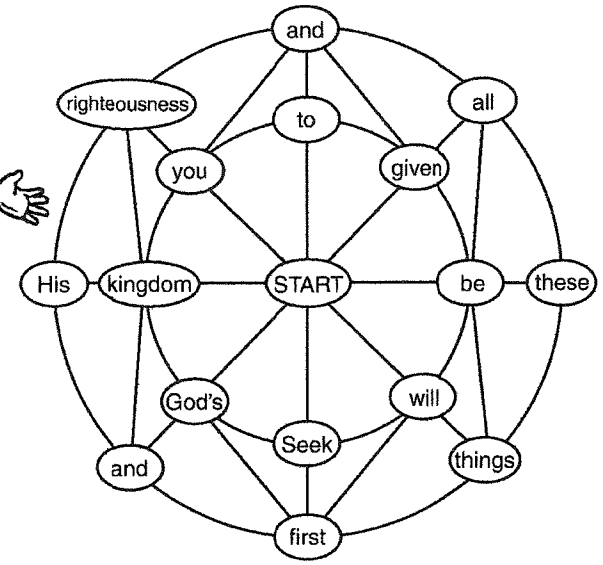 and
righteousness
all
to
you
given
His
kingdom
START
be
these
God's
will
Seek
and
things
first